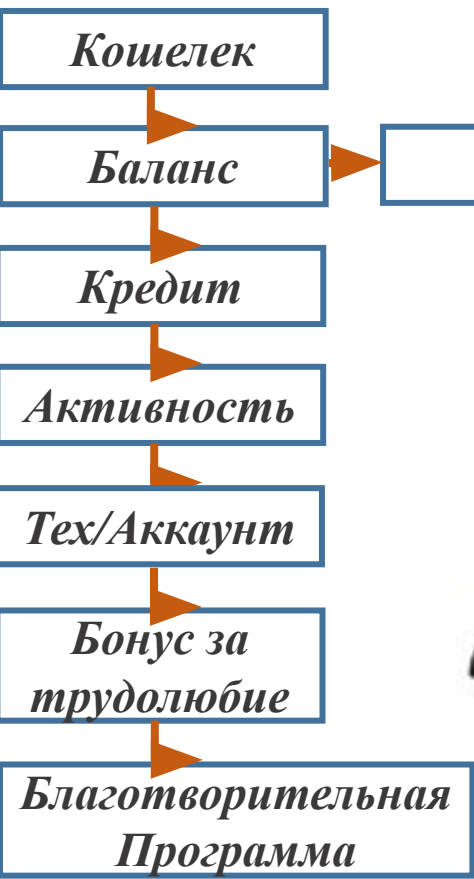 Кошелек
Баланс
Кредит
Активность
Тех/Аккаунт
Бонус за
трудолюбие
Благотворительная
Программа